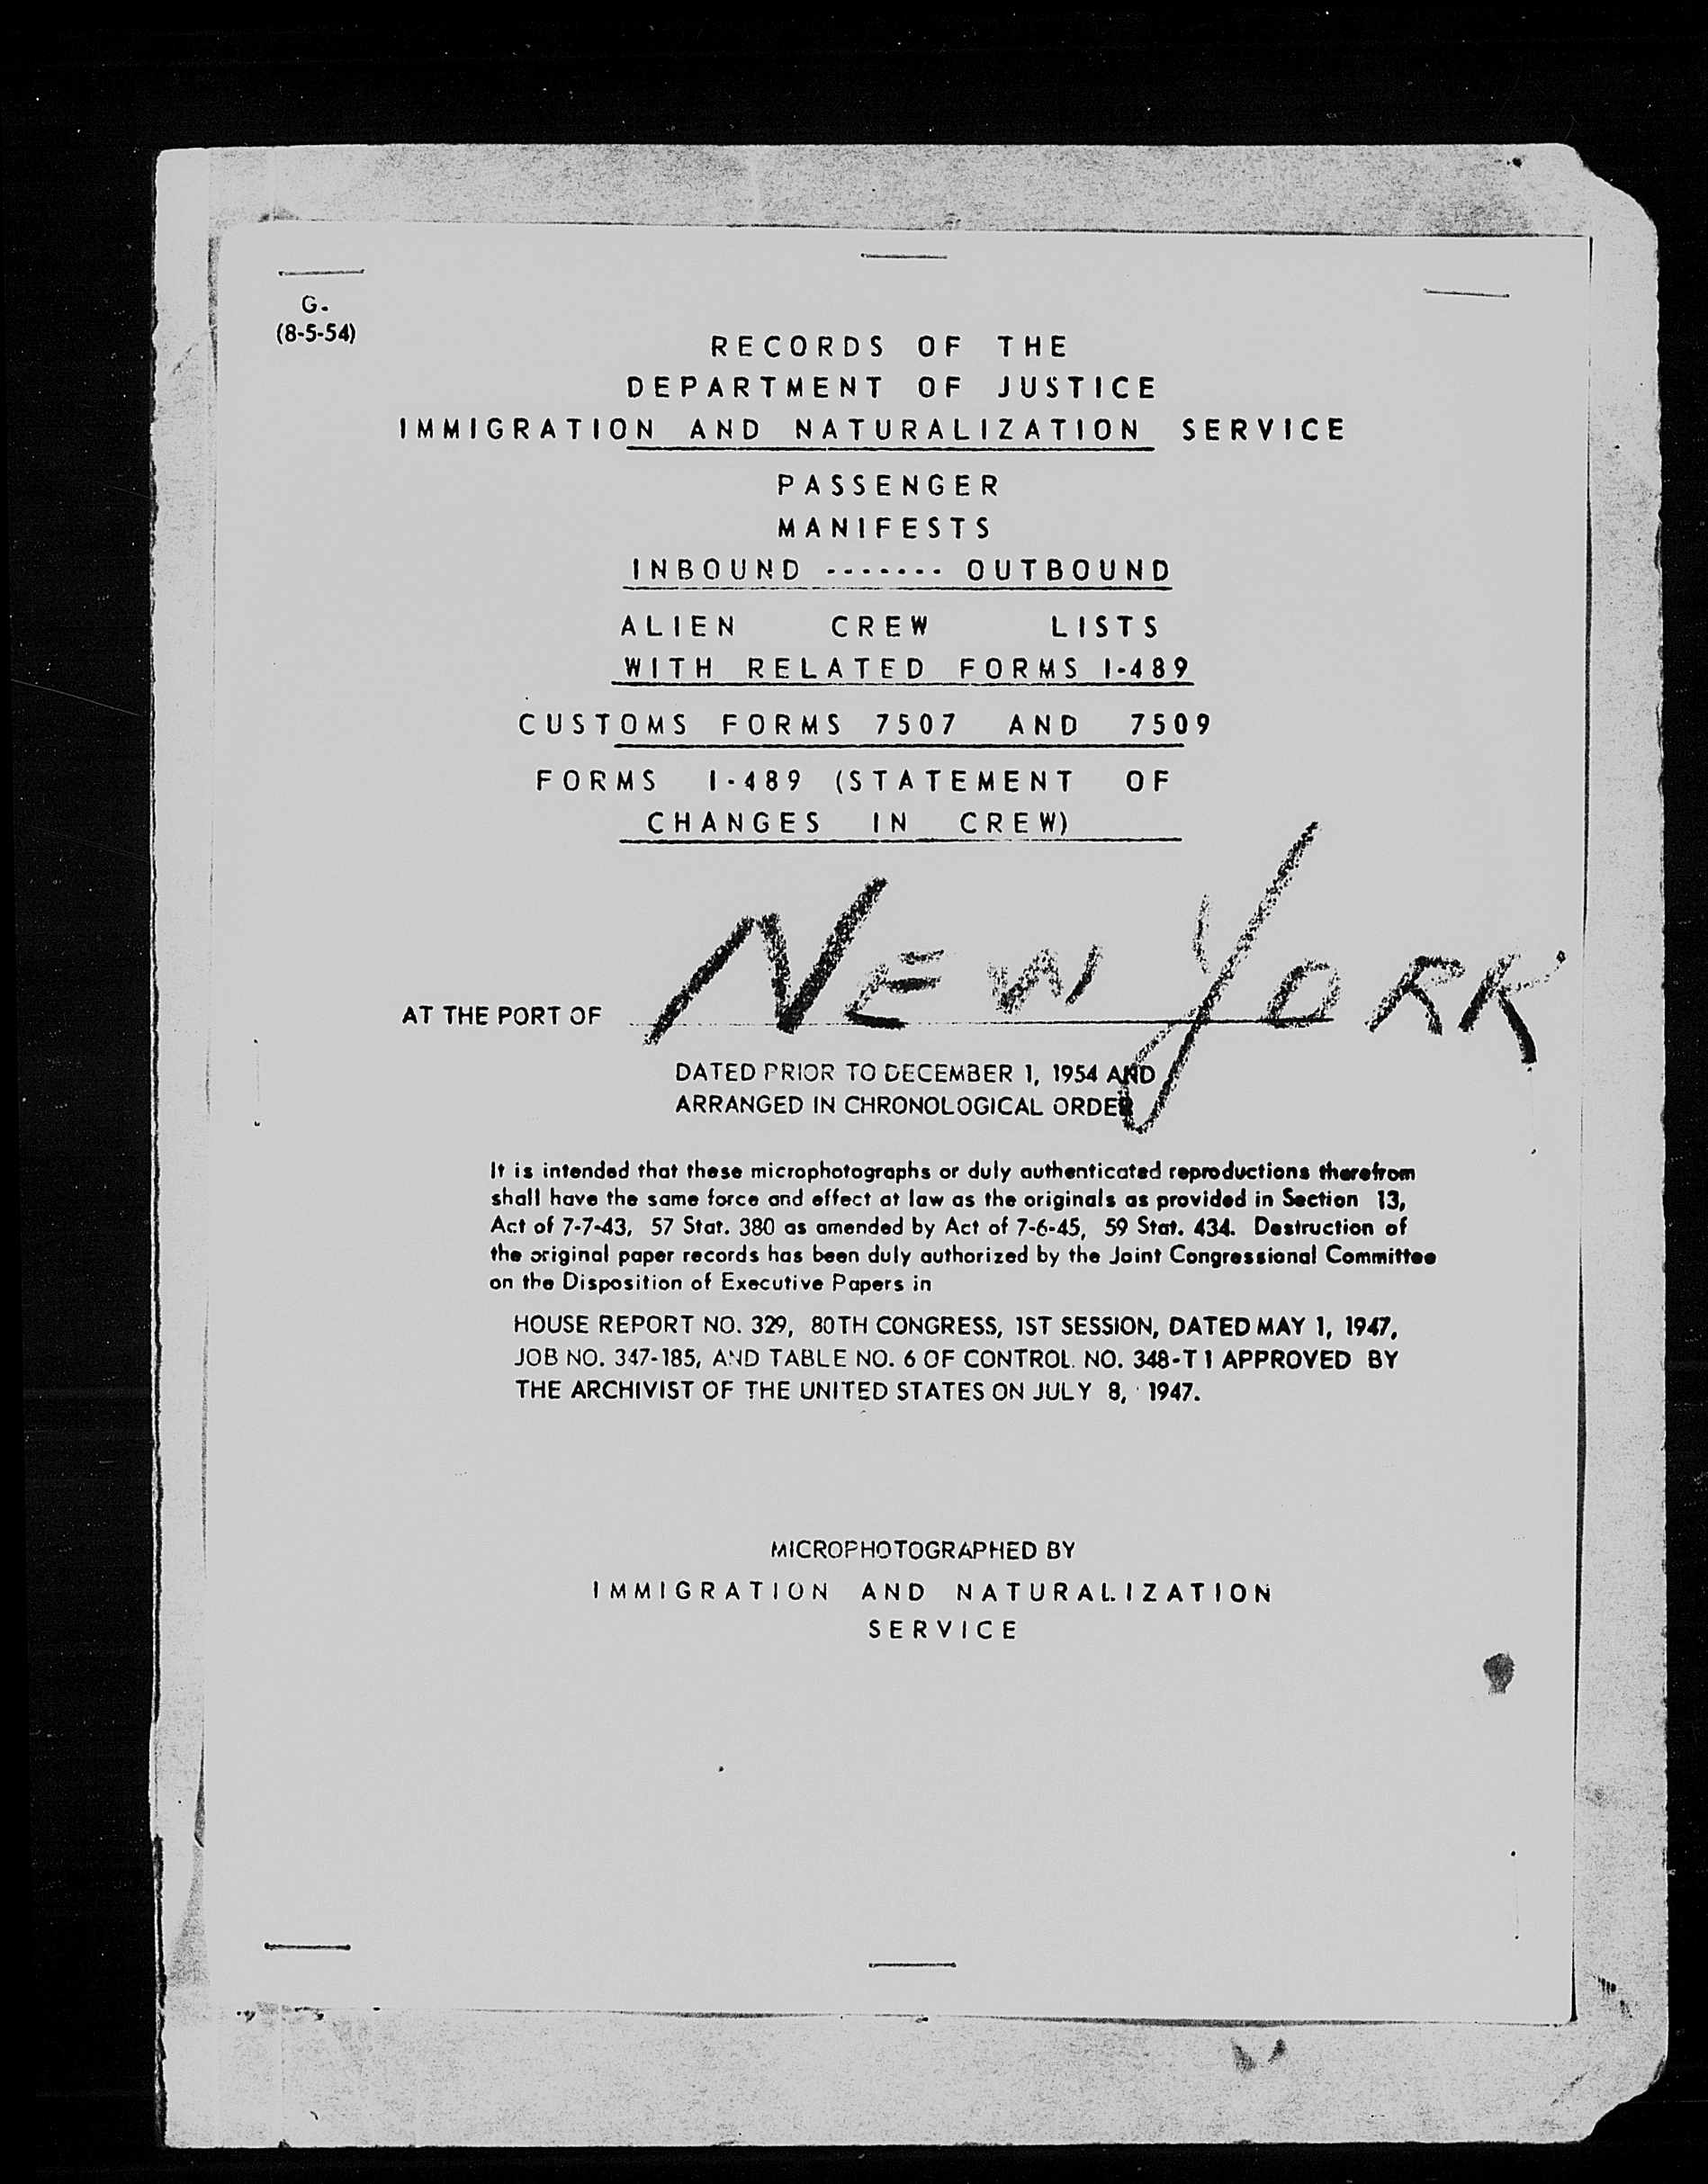 G.
(8-5-54)
RECORDS OF THE
DEPARTMENT OF JUSTICE
IMMIGRATION AND NATURALIZATION SERVICE
PASSENGER
MANIFESTS
INBOUND ------- OUTBOUND
ALIEN CREW LISTS
WITH RELATED FORMS I-489
CUSTOMS FORMS 7507 AND 7509
FORMS I-489 (STATEMENT OF
CHANGES IN CREW)
AT THE PORT OF NEW YORK
DATED PRIOR TO DECEMBER 1, 1954 AND
ARRANGED IN CHRONOLOGICAL ORDER
It is intended that these microphotographs or duly authenticated reproductions therefrom
shall have the same force and effect at law as the originals as provided in Section 13,
Act of 7-7-43, 57 Stat. 380 as amended by Act of 7-6-45, 59 Stat. 434. Destruction of
the original paper records has been duly authorized by the Joint Congressional Committee
on the Disposition of Executive Papers in
HOUSE REPORT NO. 329, 80TH CONGRESS, 1ST SESSION, DATED MAY 1, 1947,
JOB NO. 347-185, AND TABLE NO. 6 OF CONTROL NO. 348-T1 APPROVED BY
THE ARCHIVIST OF THE UNITED STATES ON JULY 8, 1947.
MICROPHOTOGRAPHED BY
IMMIGRATION AND NATURALIZATION
SERVICE